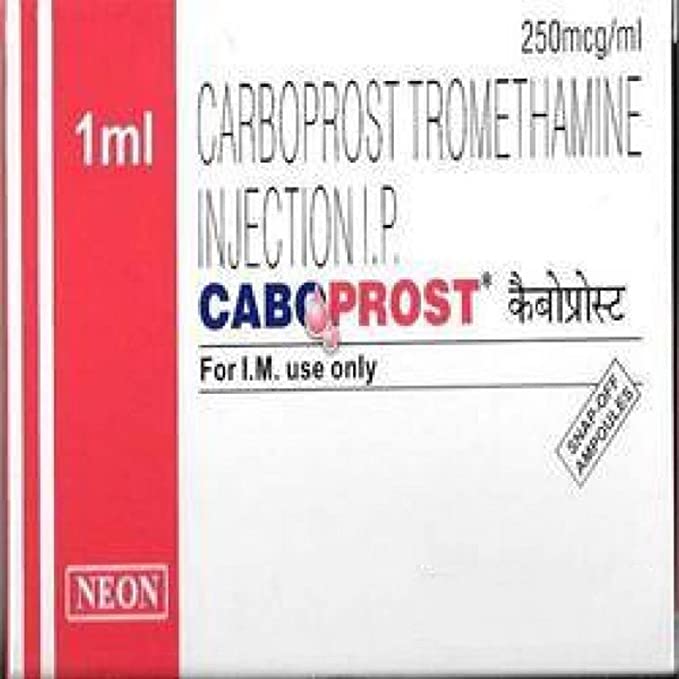 250mcg/ml
1ml
CARBOPROST TROMETHAMINE
INJECTION I.P.
CABOPROST* कैबोप्रोस्ट
For I.M. use only
SNAP-OFF
AMPOULES
NEON